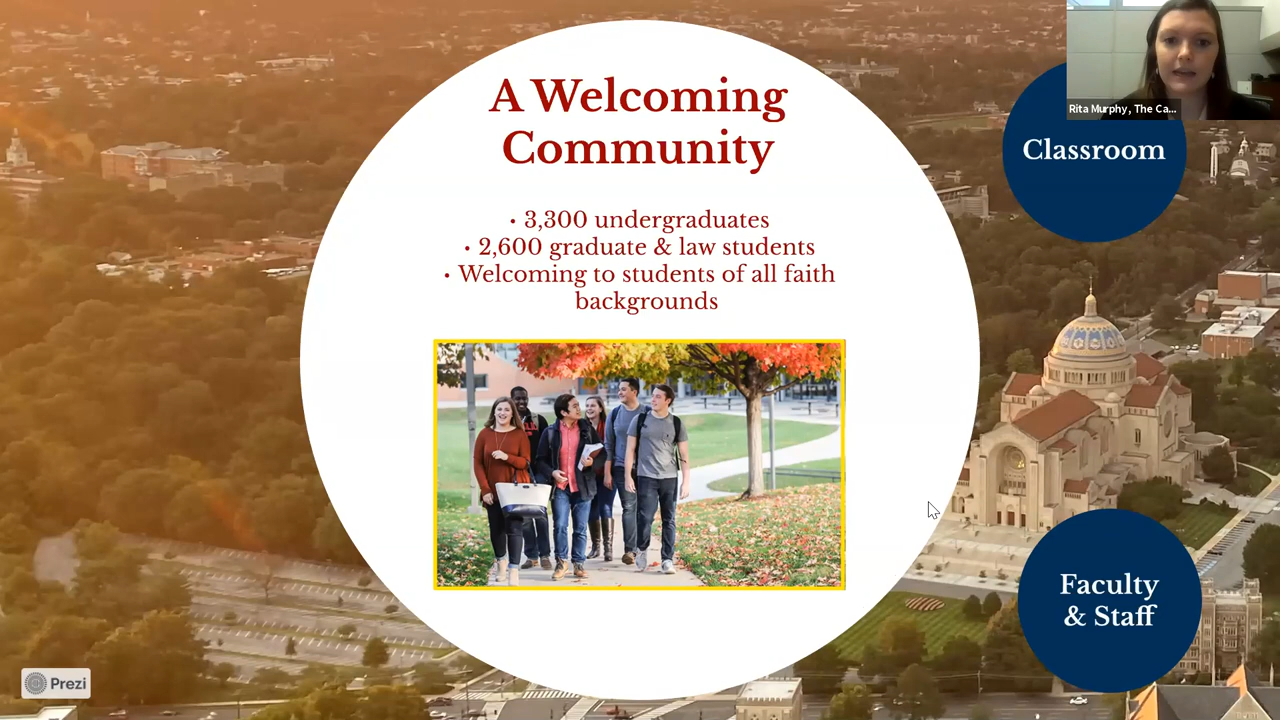 A Welcoming
Community
• 3,300 undergraduates
• 2,600 graduate & law students
• Welcoming to students of all faith
backgrounds
Rita Murphy, The Ca...
Classroom
Faculty
& Staff
Prezi